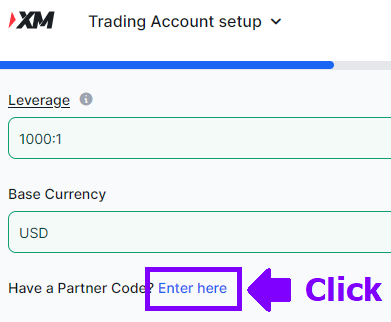 XM Trading Account setup
Leverage
1000:1
Base Currency
USD
Have a Partner Code? Enter here Click